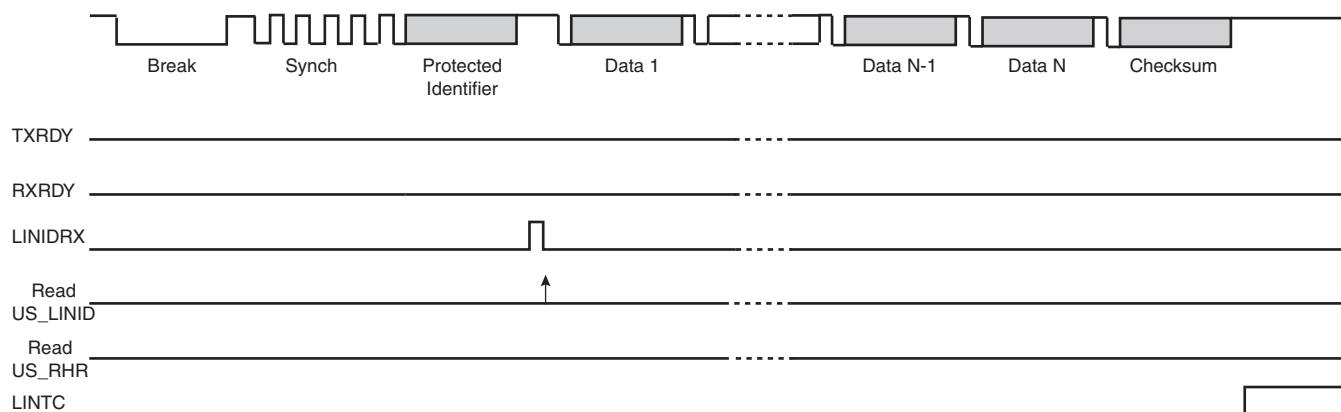 Break Synch Protected Identifier Data 1 Data N-1 Data N Checksum
TXRDY
RXRDY
LINIDRX
Read
US_LINID
Read
US_RHR
LINTC